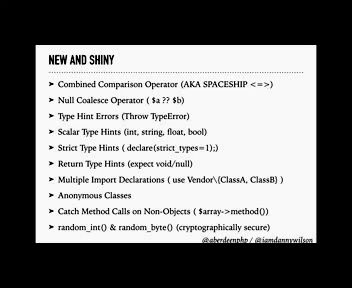 NEW AND SHINY
➤ Combined Comparison Operator (AKA SPACESHIP <=>)
➤ Null Coalesce Operator ( $a ?? $b)
➤ Type Hint Errors (Throw TypeError)
➤ Scalar Type Hints (int, string, float, bool)
➤ Strict Type Hints ( declare(strict_types=1);)
➤ Return Type Hints (expect void/null)
➤ Multiple Import Declarations ( use Vendor\{ClassA, ClassB} )
➤ Anonymous Classes
➤ Catch Method Calls on Non-Objects ( $array->method())
➤ random_int() & random_byte() (cryptographically secure)
@aberdeenphp / @iamdannywilson